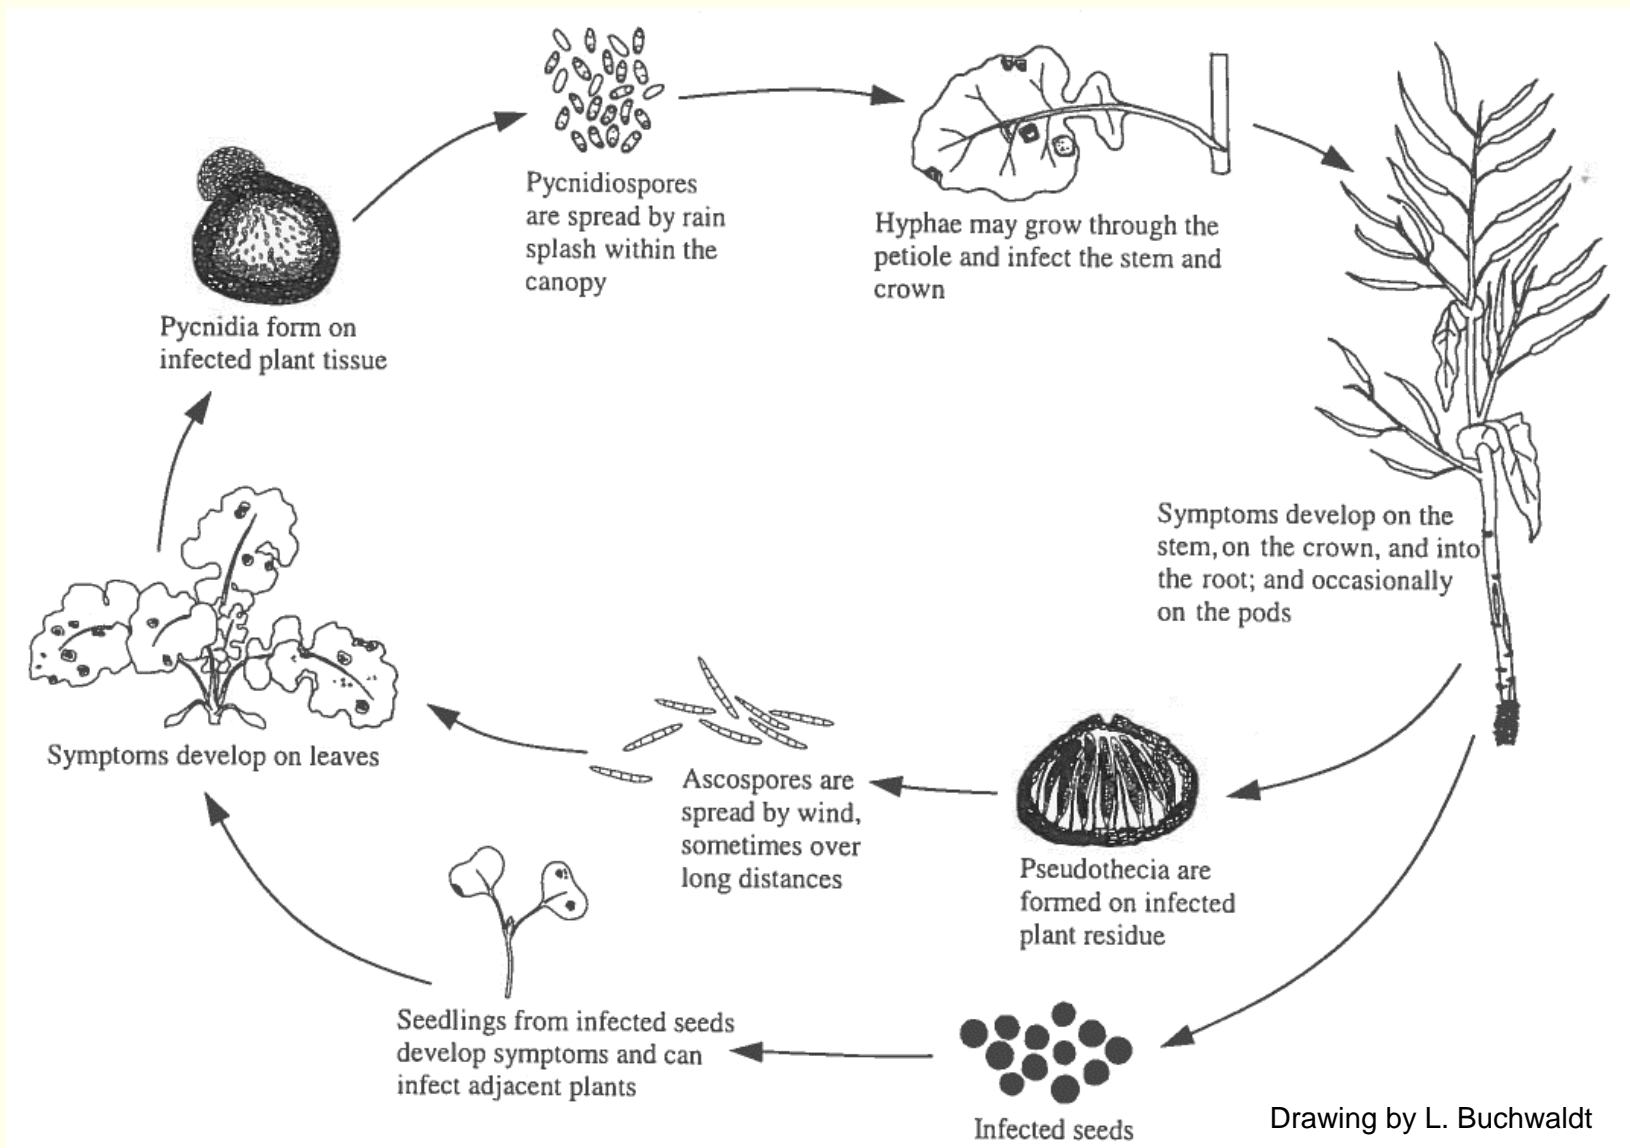 Pycnidiospores
are spread by rain
splash within the
canopy
Hyphae may grow through the
petiole and infect the stem and
crown
Pycnidia form on
infected plant tissue
Symptoms develop on the
stem, on the crown, and into
the root; and occasionally
on the pods
Symptoms develop on leaves
Ascospores are
spread by wind,
sometimes over
long distances
Pseudothecia are
formed on infected
plant residue
Seedlings from infected seeds
develop symptoms and can
infect adjacent plants
Infected seeds
Drawing by L. Buchwaldt